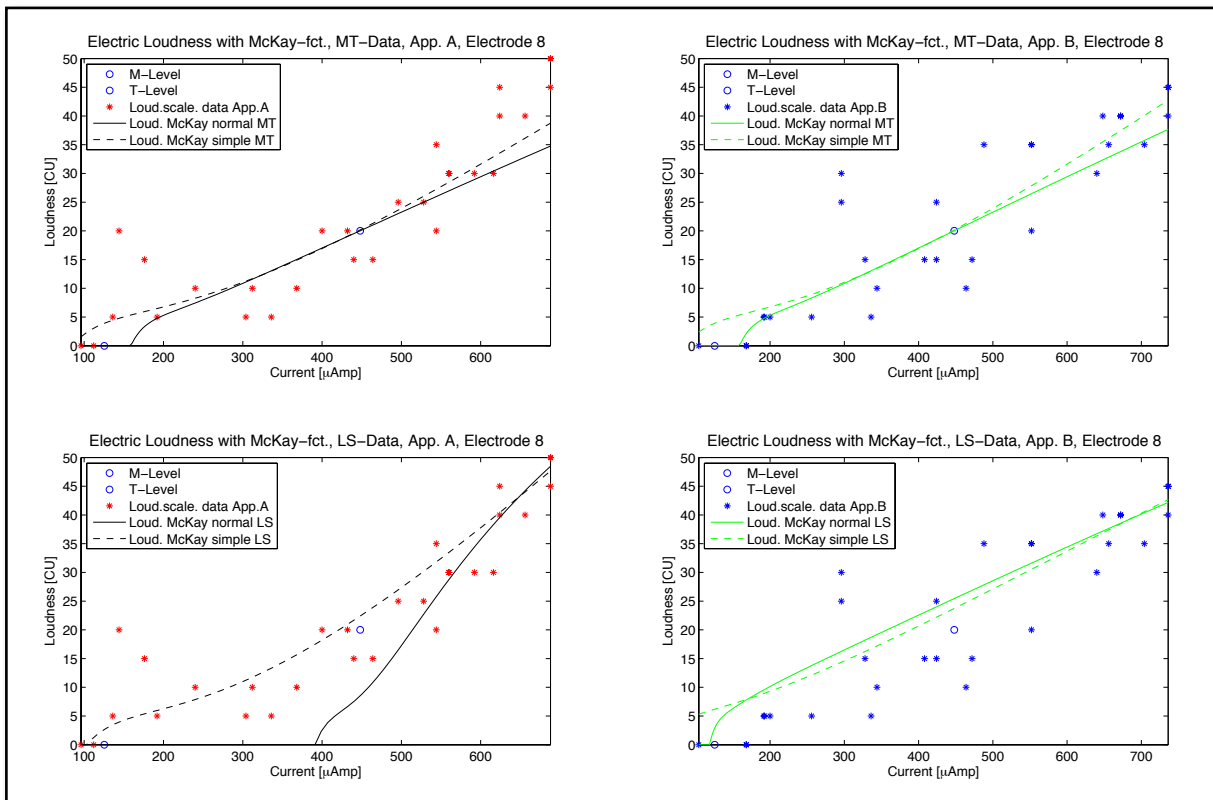 Electric Loudness with McKay−fct., MT−Data, App. A, Electrode 8
50
45
40
35
30
25
20
15
10
5
0
Loudness [CU]
M−Level
T−Level
Loud.scale. data App.A
Loud. McKay normal MT
Loud. McKay simple MT
100 200 300 400 500 600
Current [μAmp]
Electric Loudness with McKay−fct., MT−Data, App. B, Electrode 8
50
45
40
35
30
25
20
15
10
5
0
Loudness [CU]
M−Level
T−Level
Loud.scale. data App.B
Loud. McKay normal MT
Loud. McKay simple MT
200 300 400 500 600 700
Current [μAmp]
Electric Loudness with McKay−fct., LS−Data, App. A, Electrode 8
50
45
40
35
30
25
20
15
10
5
0
Loudness [CU]
M−Level
T−Level
Loud.scale. data App.A
Loud. McKay normal LS
Loud. McKay simple LS
100 200 300 400 500 600
Current [μAmp]
Electric Loudness with McKay−fct., LS−Data, App. B, Electrode 8
50
45
40
35
30
25
20
15
10
5
0
Loudness [CU]
M−Level
T−Level
Loud.scale. data App.B
Loud. McKay normal LS
Loud. McKay simple LS
200 300 400 500 600 700
Current [μAmp]